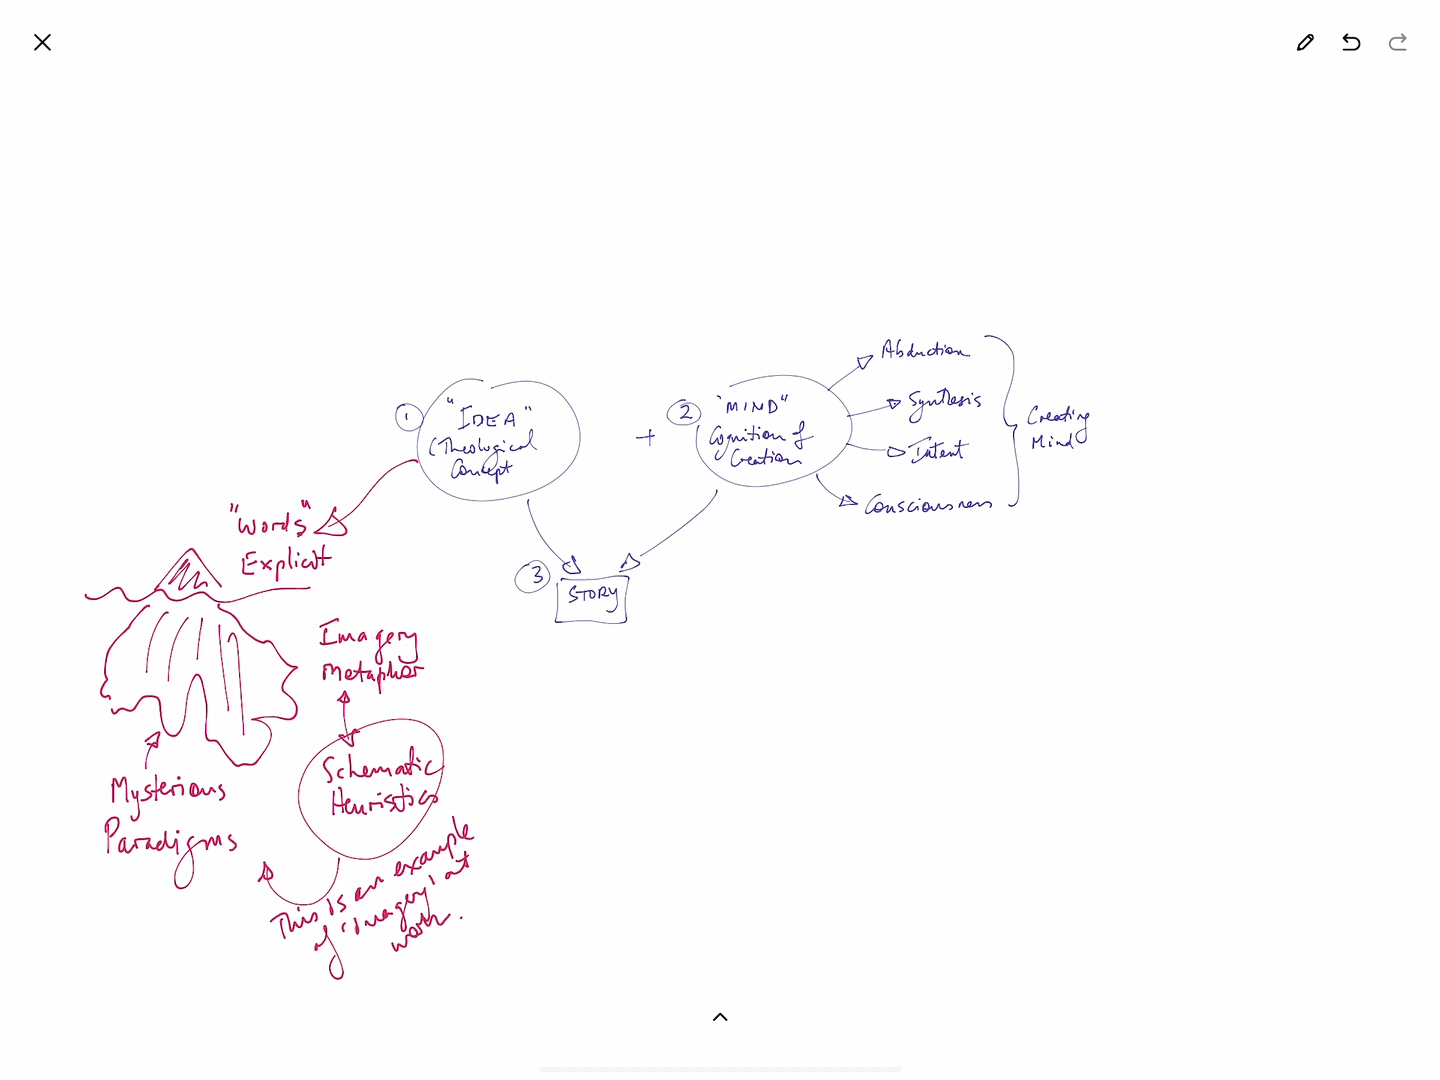 1
"IDEA"
(Theological
Concept
+
2
"MIND"
Cognition of
Creation
Abduction
Synthesis
Intent
Consciousness
Creating
Mind
3
STORY
"Words"
Explicit
Imagery
Metaphor
Schematic
Heuristics
Mysterious
Paradigms
This is an example
of 'Imagery' at
work.